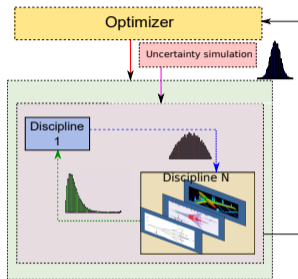 Optimizer
Uncertainty simulation
Discipline
1
Discipline N